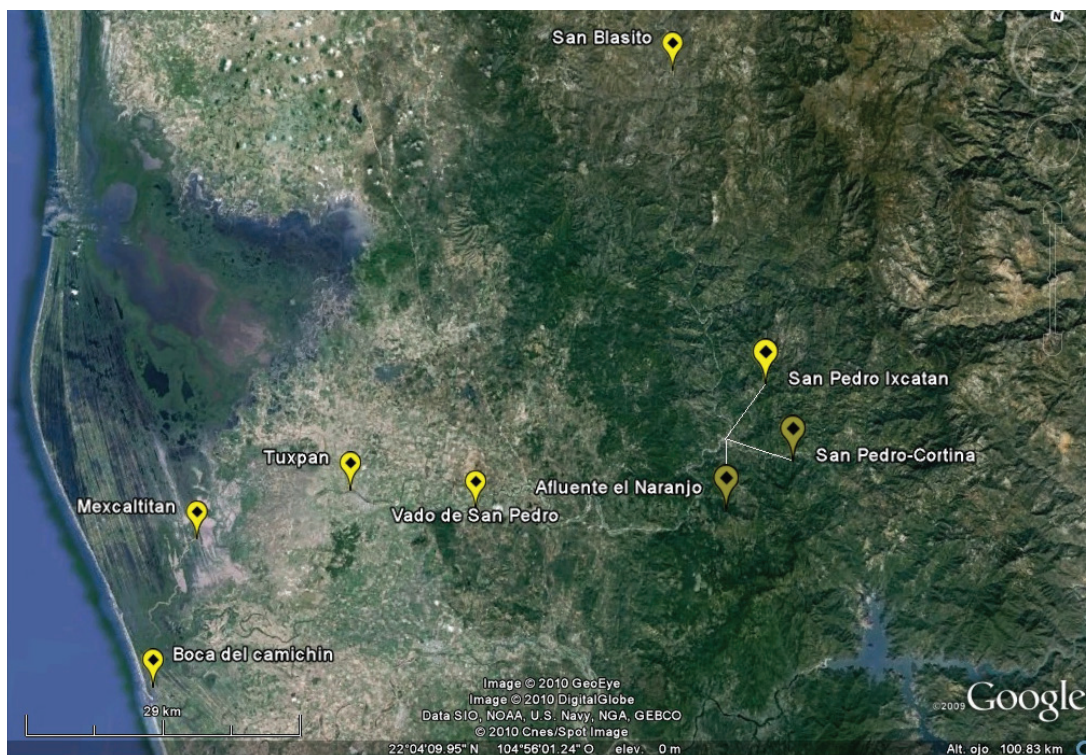 N
San Blasito
San Pedro Ixcatan
San Pedro-Cortina
Tuxpan
Afluente el Naranjo
Mexcaltitan
Vado de San Pedro
Boca del camichin
29 km
Image © 2010 GeoEye
Image © 2010 DigitalGlobe
Data SIO, NOAA, U.S. Navy, NGA, GEBCO
© 2010 Cnes/Spot Image
©2009 Google
22°04'09.95" N 104°56'01.24" O elev. 0 m
Alt. ojo 100.83 km